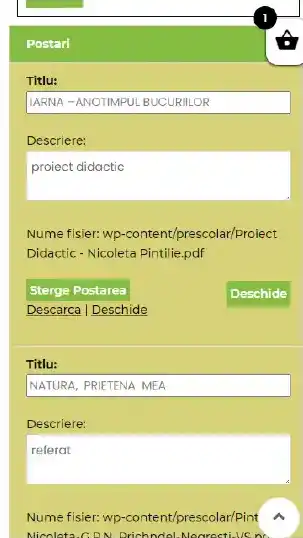 1
Postari
Titlu:
IARNA –ANOTIMPUL BUCURIILOR
Descriere:
proiect didactic
Nume fisier: wp-content/prescolar/Proiect
Didactic - Nicoleta Pintilie.pdf
Sterge Postarea
Deschide
Descarca | Deschide
Titlu:
NATURA, PRIETENA MEA
Descriere:
referat
Nume fisier: wp-content/prescolar/Pint
Nicoleta-G.P.N. Prichndel-Negresti-VS.pd